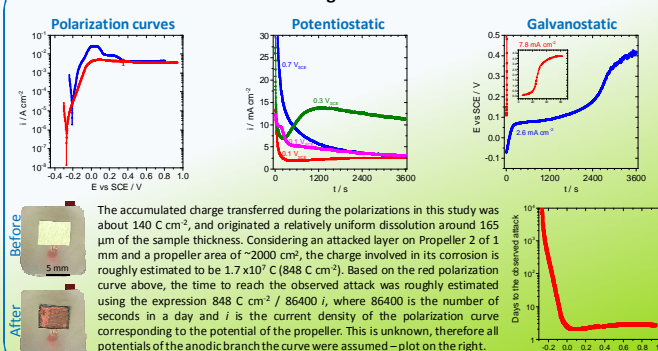 Polarization curves
Potentiostatic
Galvanostatic
10⁻¹
10⁻²
10⁻³
10⁻⁴
10⁻⁵
10⁻⁶
10⁻⁷
10⁻⁸
i / A cm⁻²
-0.4 -0.2 0.0 0.2 0.4 0.6 0.8 1.0
E vs SCE / V
30
25
20
15
10
5
0
i / mA cm⁻²
0.7 V_SCE
0.3 V_SCE
0.1 V_SCE
0 1200 2400 3600
t / s
0.5
0.4
0.3
0.2
0.1
0.0
-0.1
E vs SCE / V
7.8 mA cm⁻²
2.6 mA cm⁻²
0 1200 2400 3600
t / s
Before
5 mm
After
The accumulated charge transferred during the polarizations in this study was
about 140 C cm⁻², and originated a relatively uniform dissolution around 165
µm of the sample thickness. Considering an attacked layer on Propeller 2 of 1
mm and a propeller area of ~2000 cm², the charge involved in its corrosion is
roughly estimated to be 1.7 x10⁷ C (848 C cm⁻²). Based on the red polarization
curve above, the time to reach the observed attack was roughly estimated
using the expression 848 C cm⁻² / 86400 i, where 86400 is the number of
seconds in a day and i is the current density of the polarization curve
corresponding to the potential of the propeller. This is unknown, therefore all
potentials of the anodic branch the curve were assumed – plot on the right.
Days to the observed attack
10⁴
10³
10²
10¹
10⁰
-0.2 0.0 0.2 0.4 0.6 0.8 1.0